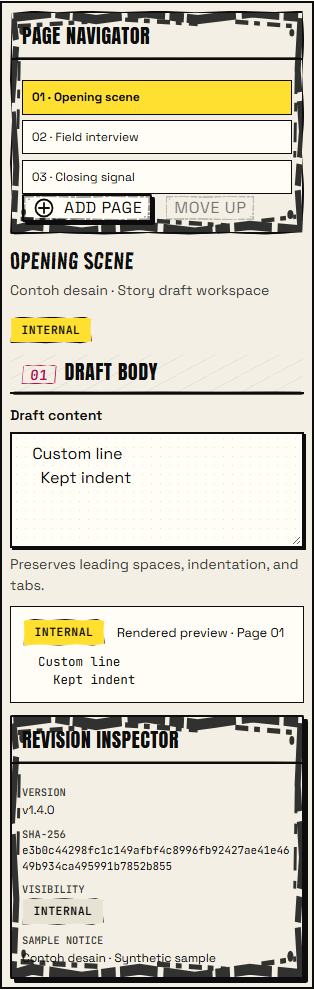 PAGE NAVIGATOR
01 · Opening scene
02 · Field interview
03 · Closing signal
ADD PAGE
MOVE UP
OPENING SCENE
Contoh desain · Story draft workspace
INTERNAL
01 DRAFT BODY
Draft content
Custom line
Kept indent
Preserves leading spaces, indentation, and
tabs.
INTERNAL Rendered preview · Page 01
Custom line
Kept indent
REVISION INSPECTOR
VERSION
v1.4.0
SHA-256
e3b0c44298fc1c149afbf4c8996fb92427ae41e46
49b934ca495991b7852b855
VISIBILITY
INTERNAL
SAMPLE NOTICE
Contoh desain · Synthetic sample